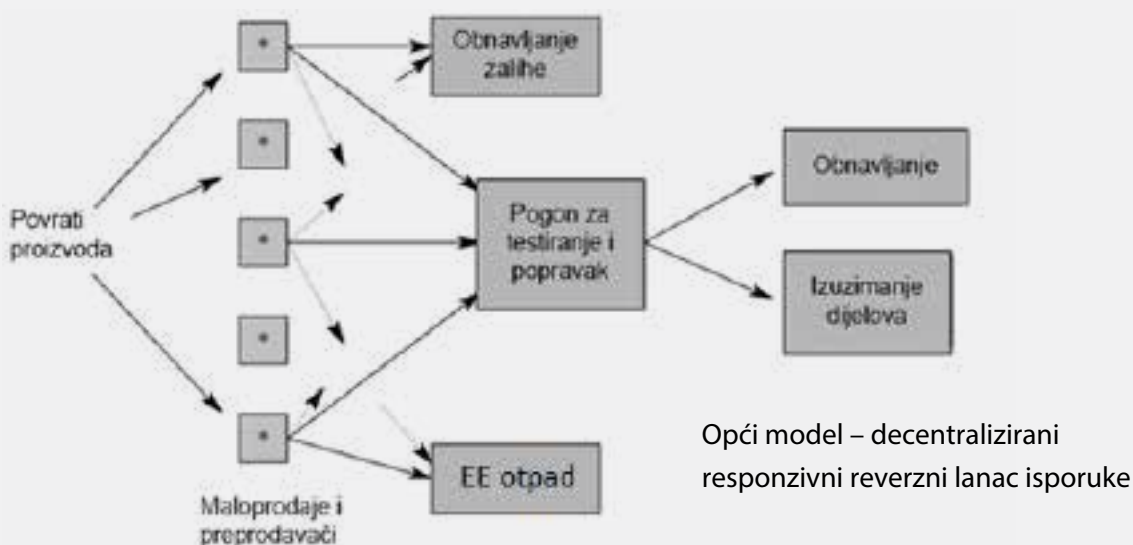 Povrati
proizvoda
Maloprodaje i
preprodavači
Obnavljanje
zalihe
Pogon za
testiranje i
popravak
EE otpad
Obnavljanje
Izuzimanje
dijelova
Opći model – decentralizirani
responzivni reverzni lanac isporuke